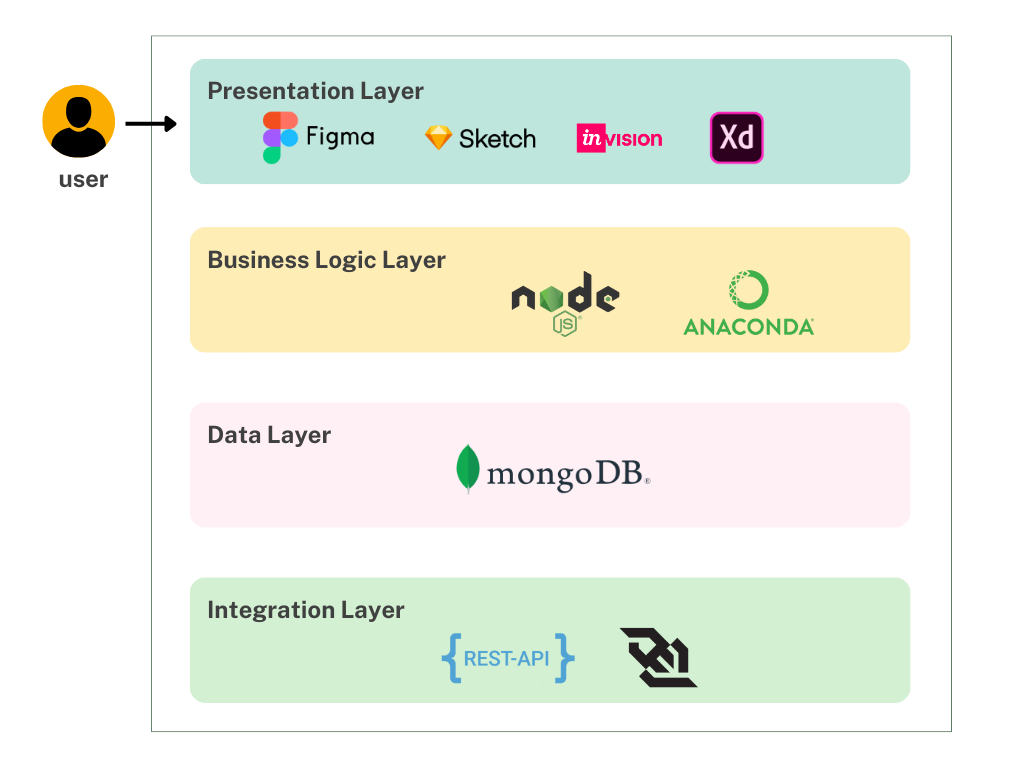 Presentation Layer
Figma
Sketch
inVISION
Xd
user
Business Logic Layer
node
JS
ANACONDA
Data Layer
mongoDB®
Integration Layer
{REST-API}